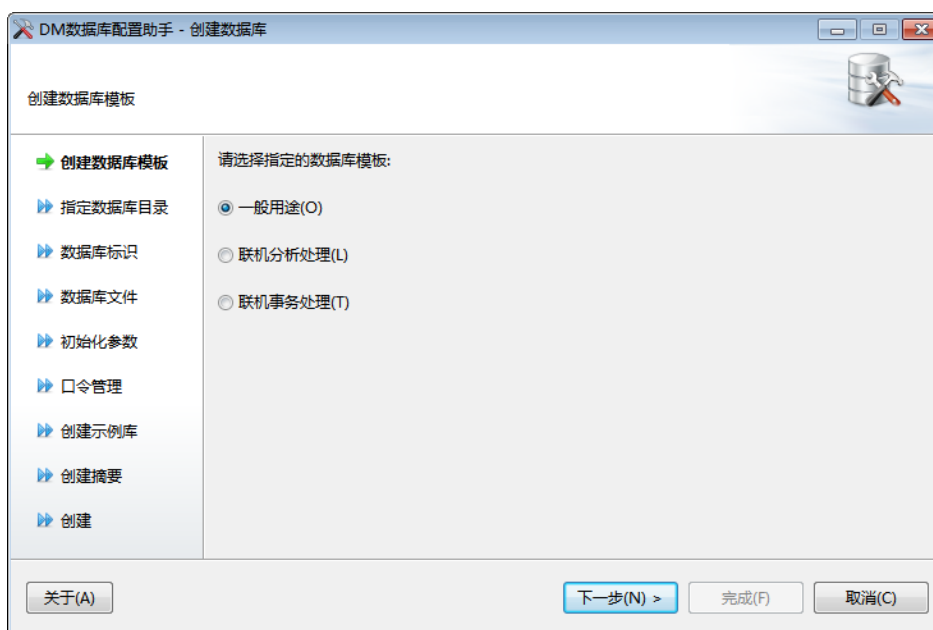 DM数据库配置助手 - 创建数据库
创建数据库模板
创建数据库模板
指定数据库目录
数据库标识
数据库文件
初始化参数
口令管理
创建示例库
创建摘要
创建
请选择指定的数据库模板:
一般用途(O)
联机分析处理(L)
联机事务处理(T)
关于(A)
下一步(N) >
完成(F)
取消(C)